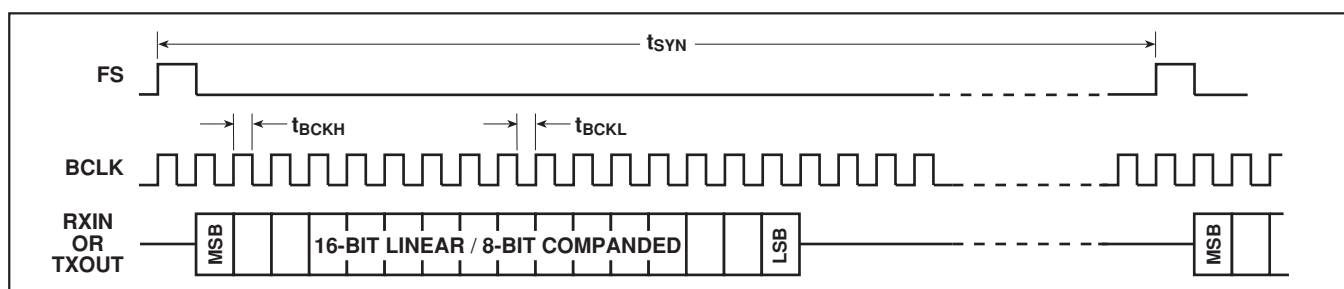 tSYN
FS
tBCKH
tBCKL
BCLK
RXIN
OR
TXOUT
MSB
16-BIT LINEAR / 8-BIT COMPANDED
LSB
MSB